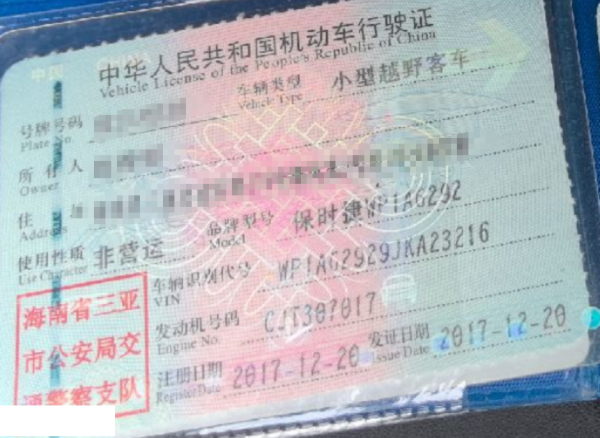 中华人民共和国机动车行驶证
Vehicle License of the People's Republic of China
号牌号码
Plate No.
车辆类型 小型越野客车
Vehicle Type
所有人
Owner
住 址
Address
使用性质 非营运
Use Character
品牌型号 保时捷WP1AG292
Model
车辆识别代号 WP1AG2929JKA23216
VIN
发动机号码 CJT307017
Engine No.
注册日期 2017-12-20
Register Date
发证日期 2017-12-20
Issue Date
海南省三亚
市公安局交
通警察支队